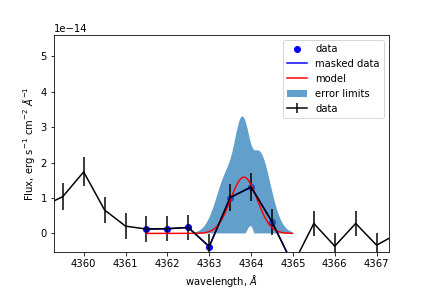 1e−14
data
masked data
model
error limits
data
5
4
3
2
1
0
Flux, erg s⁻¹ cm⁻² Å⁻¹
4360 4361 4362 4363 4364 4365 4366 4367
wavelength, Å